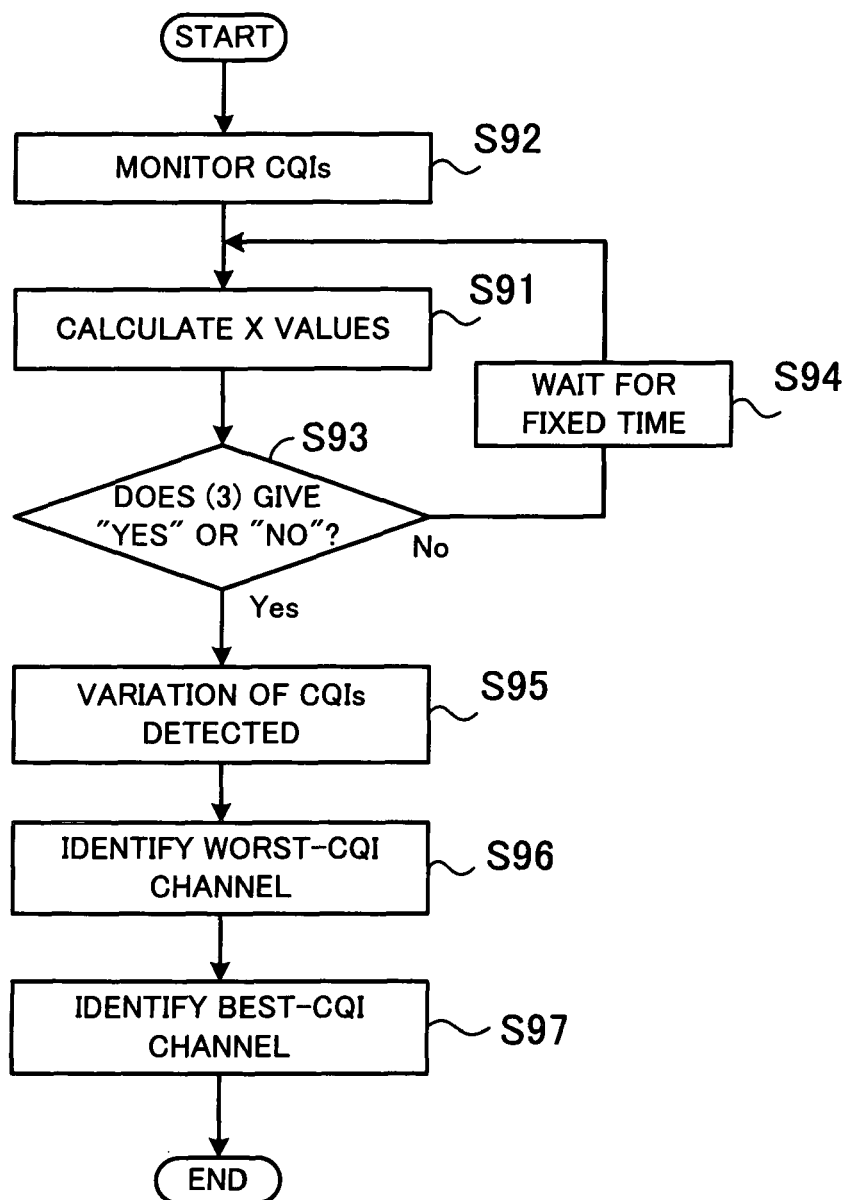 START
S92
MONITOR CQIs
S91
CALCULATE X VALUES
WAIT FOR
FIXED TIME
S94
S93
DOES (3) GIVE
"YES" OR "NO"?
No
Yes
VARIATION OF CQIs
DETECTED
S95
IDENTIFY WORST-CQI
CHANNEL
S96
IDENTIFY BEST-CQI
CHANNEL
S97
END